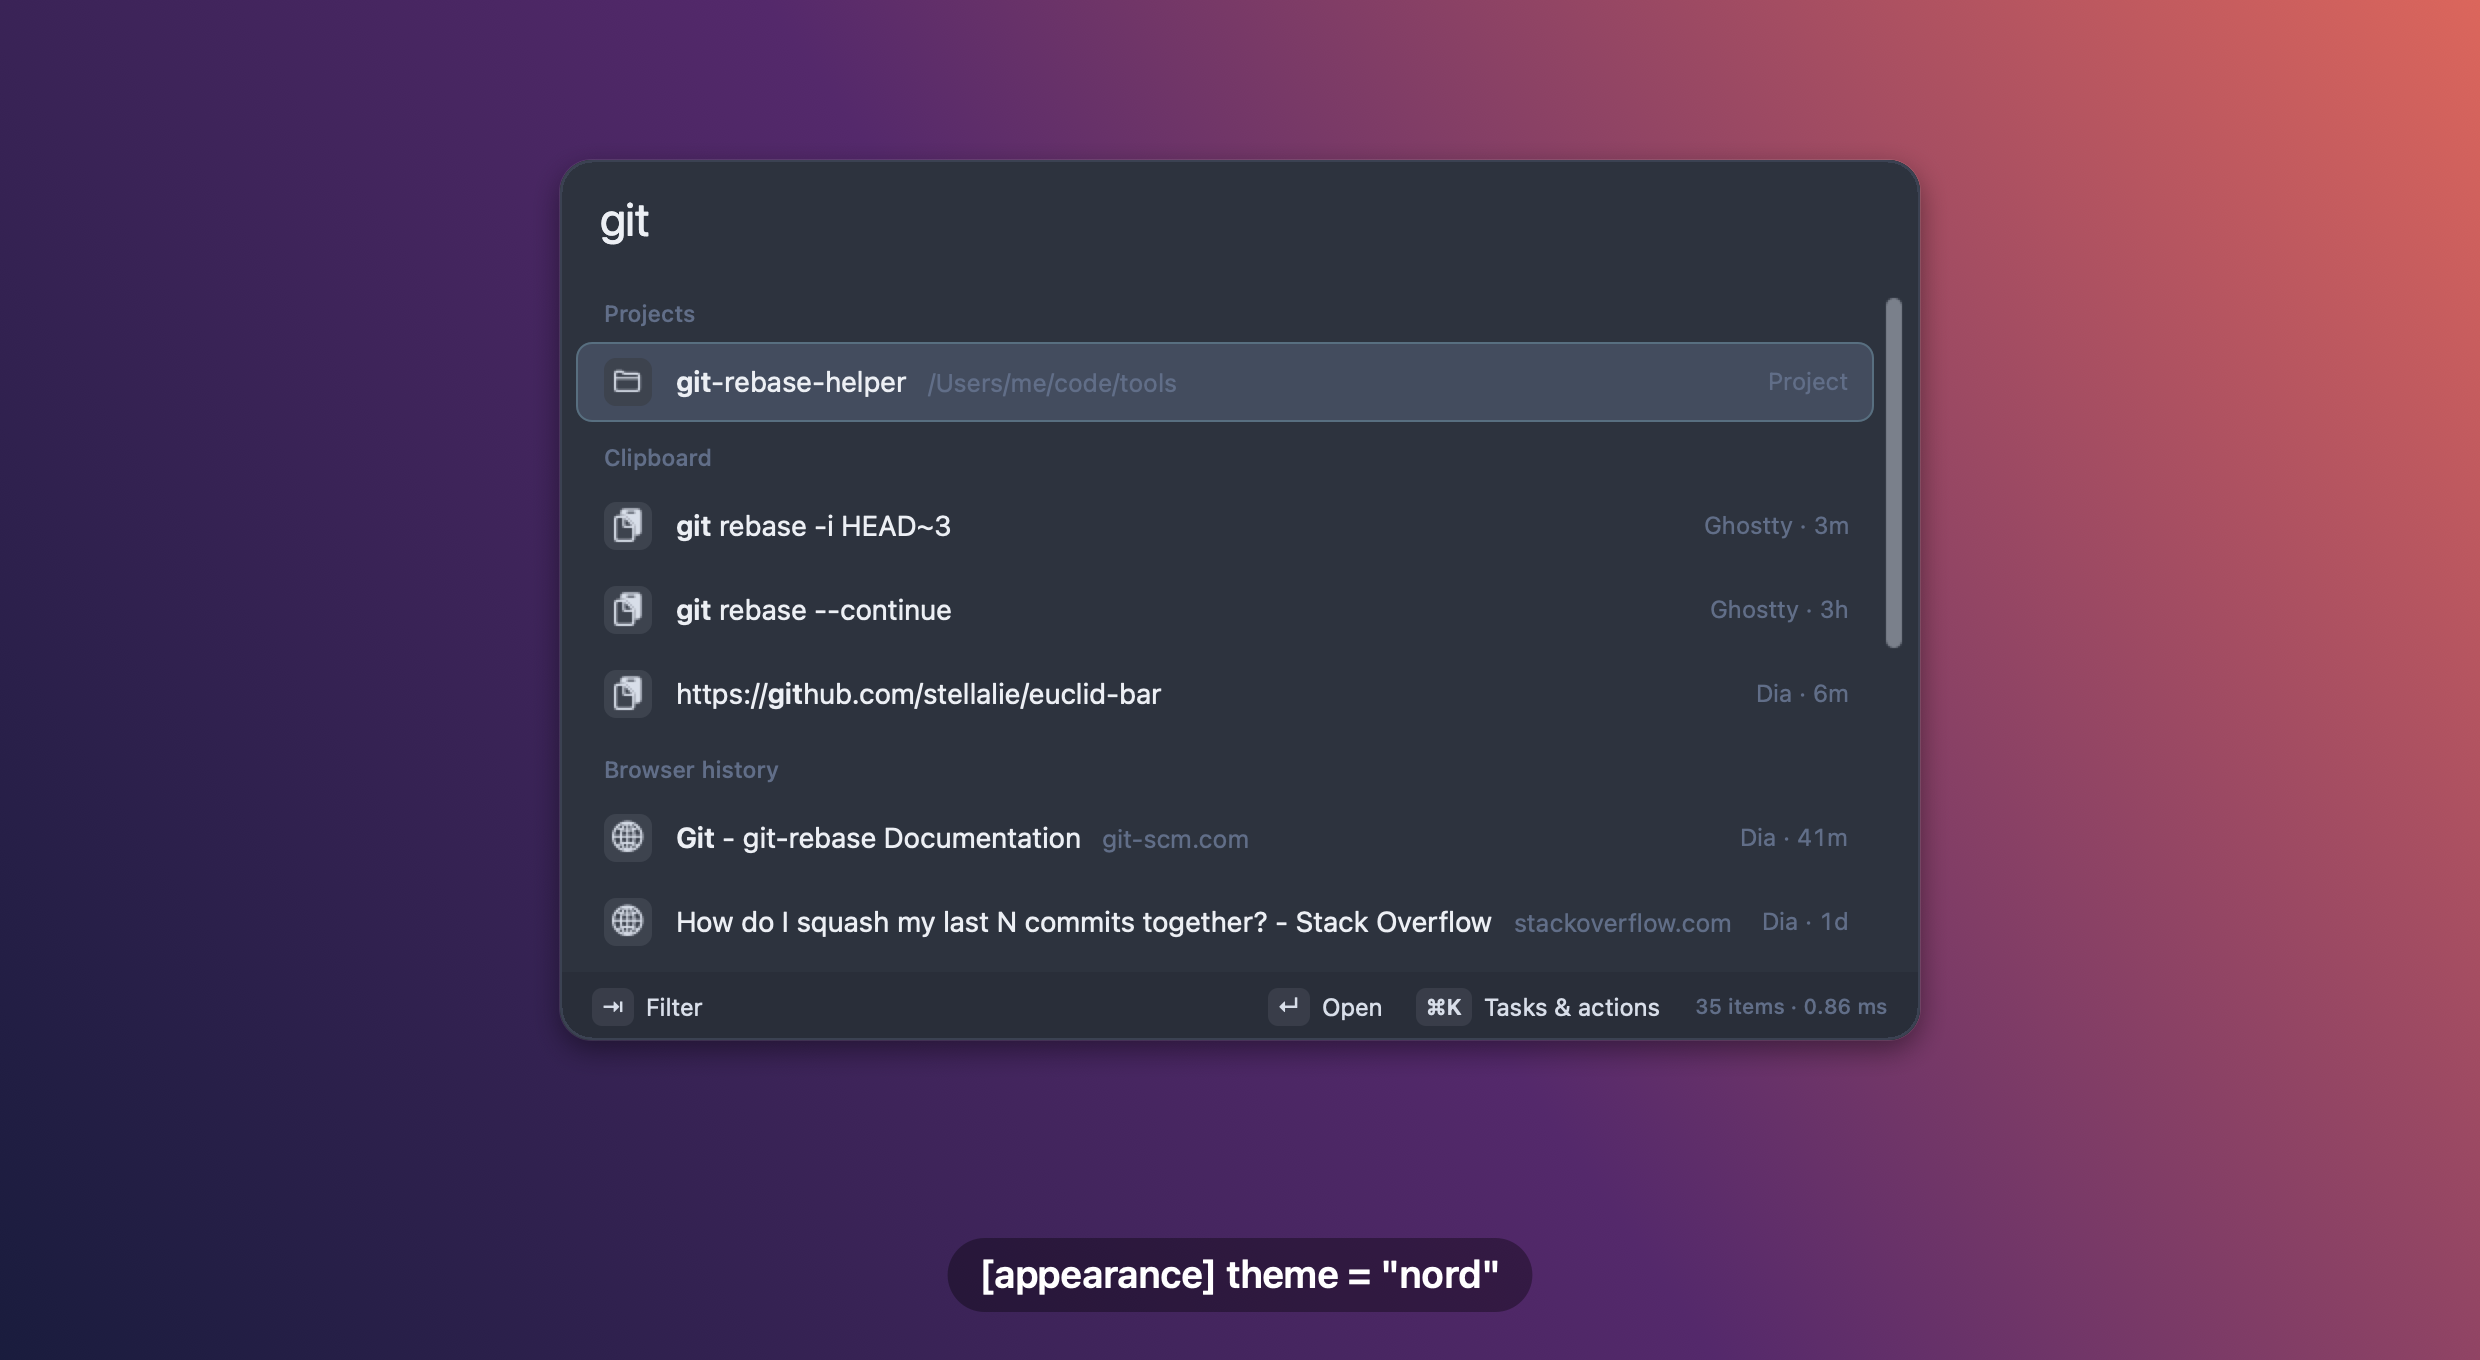 git
Projects
git-rebase-helper /Users/me/code/tools Project
Clipboard
git rebase -i HEAD~3 Ghostty · 3m
git rebase --continue Ghostty · 3h
https://github.com/stellalie/euclid-bar Dia · 6m
Browser history
Git - git-rebase Documentation git-scm.com Dia · 41m
How do I squash my last N commits together? - Stack Overflow stackoverflow.com Dia · 1d
⇥ Filter ↵ Open ⌘K Tasks & actions 35 items · 0.86 ms
[appearance] theme = "nord"